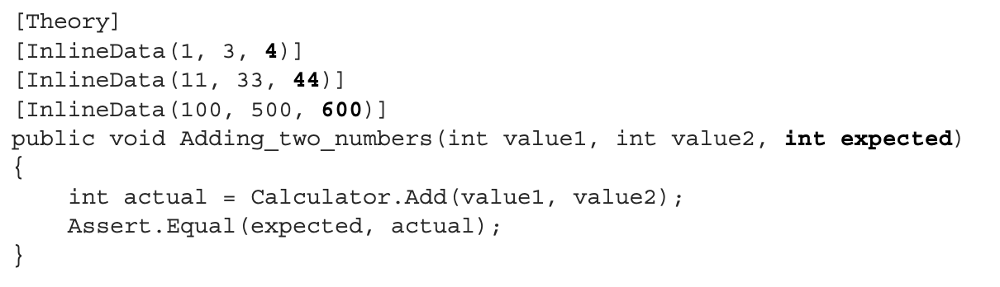 [Theory]
[InlineData(1, 3, 4)]
[InlineData(11, 33, 44)]
[InlineData(100, 500, 600)]
public void Adding_two_numbers(int value1, int value2, int expected)
{
    int actual = Calculator.Add(value1, value2);
    Assert.Equal(expected, actual);
}